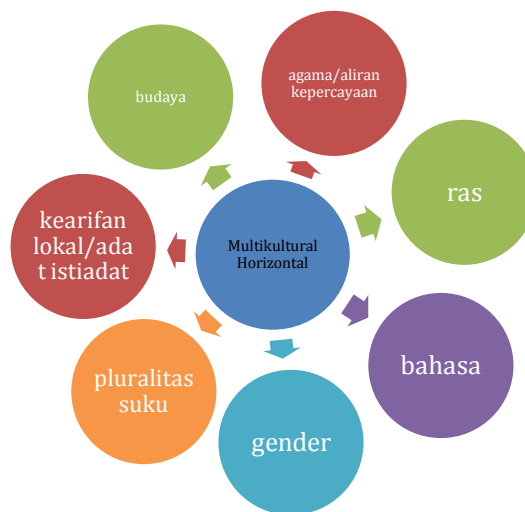 agama/aliran
kepercayaan
ras
bahasa
gender
pluralitas
suku
kearifan
lokal/ada
t istiadat
budaya
Multikultural
Horizontal